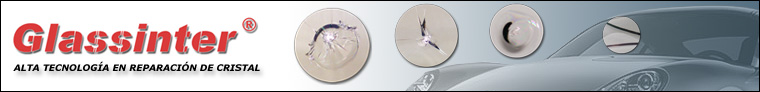 Glassinter®
ALTA TECNOLOGÍA EN REPARACIÓN DE CRISTAL